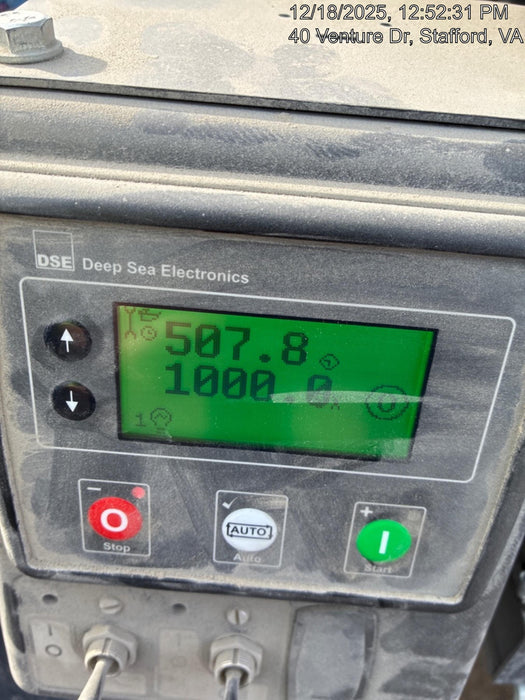 12/18/2025, 12:52:31 PM
40 Venture Dr, Stafford, VA
DSE Deep Sea Electronics
507.8
1000.0
1
Stop
AUTO
Auto
Start